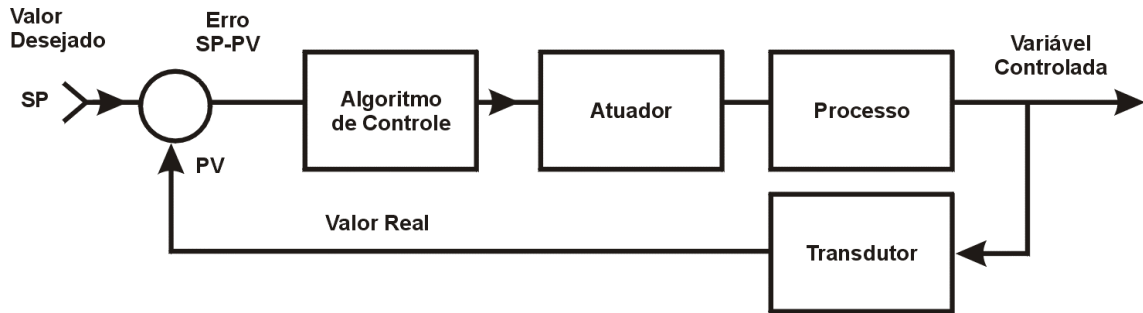 Valor
Desejado
Erro
SP-PV
Variável
Controlada
SP
Algoritmo
de Controle
Atuador
Processo
PV
Valor Real
Transdutor